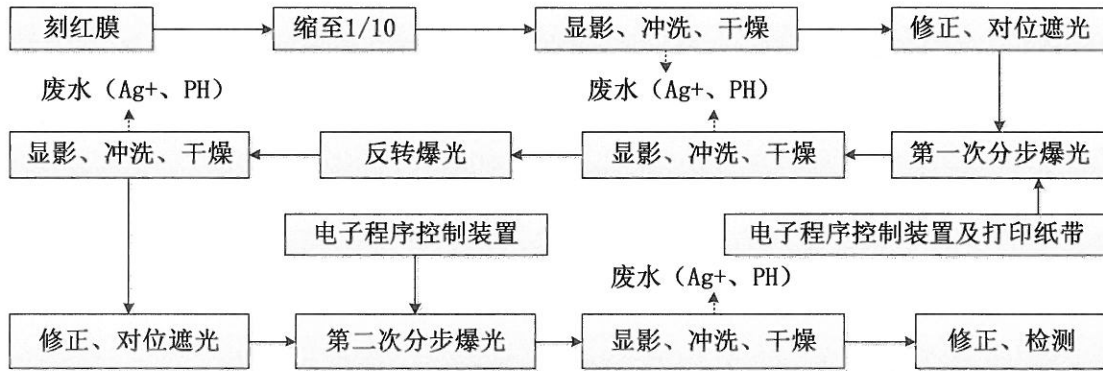 刻红膜
缩至1/10
显影、冲洗、干燥
修正、对位遮光
废水（Ag+、PH）
废水（Ag+、PH）
显影、冲洗、干燥
反转爆光
显影、冲洗、干燥
第一次分步爆光
电子程序控制装置
电子程序控制装置及打印纸带
废水（Ag+、PH）
修正、对位遮光
第二次分步爆光
显影、冲洗、干燥
修正、检测